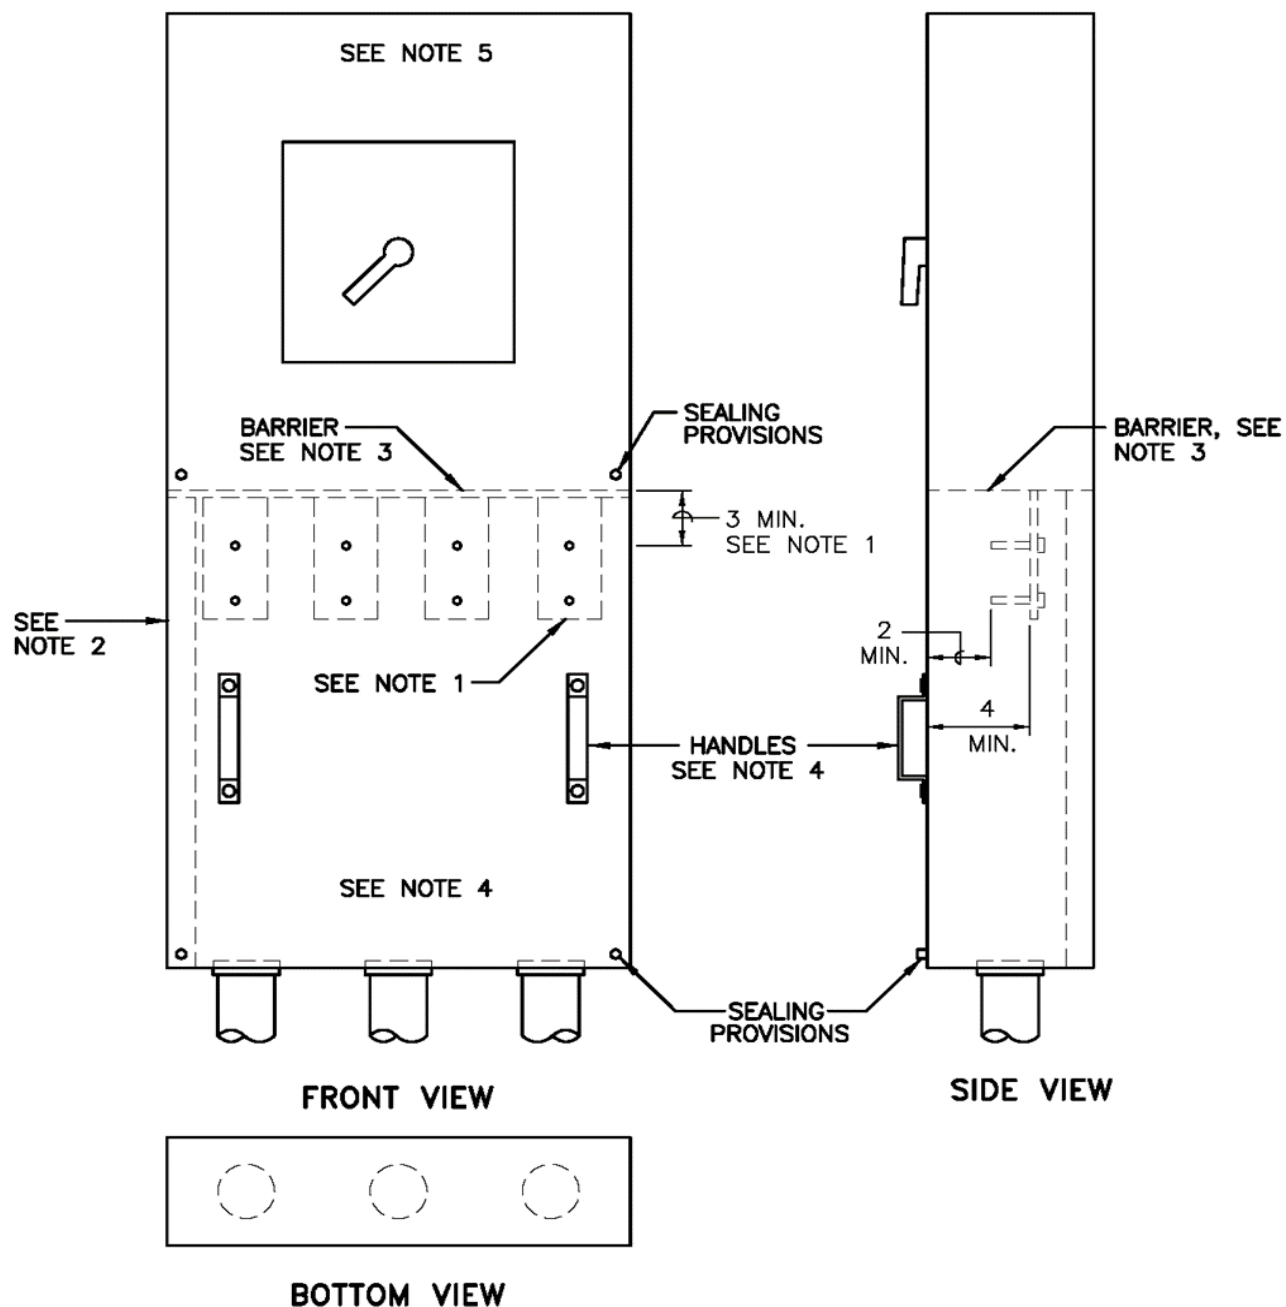 SEE NOTE 5
BARRIER
SEE NOTE 3
SEALING
PROVISIONS
BARRIER, SEE
NOTE 3
3 MIN.
SEE NOTE 1
SEE
NOTE 2
2
MIN.
SEE NOTE 1
4
MIN.
HANDLES
SEE NOTE 4
SEE NOTE 4
SEALING
PROVISIONS
FRONT VIEW
SIDE VIEW
BOTTOM VIEW